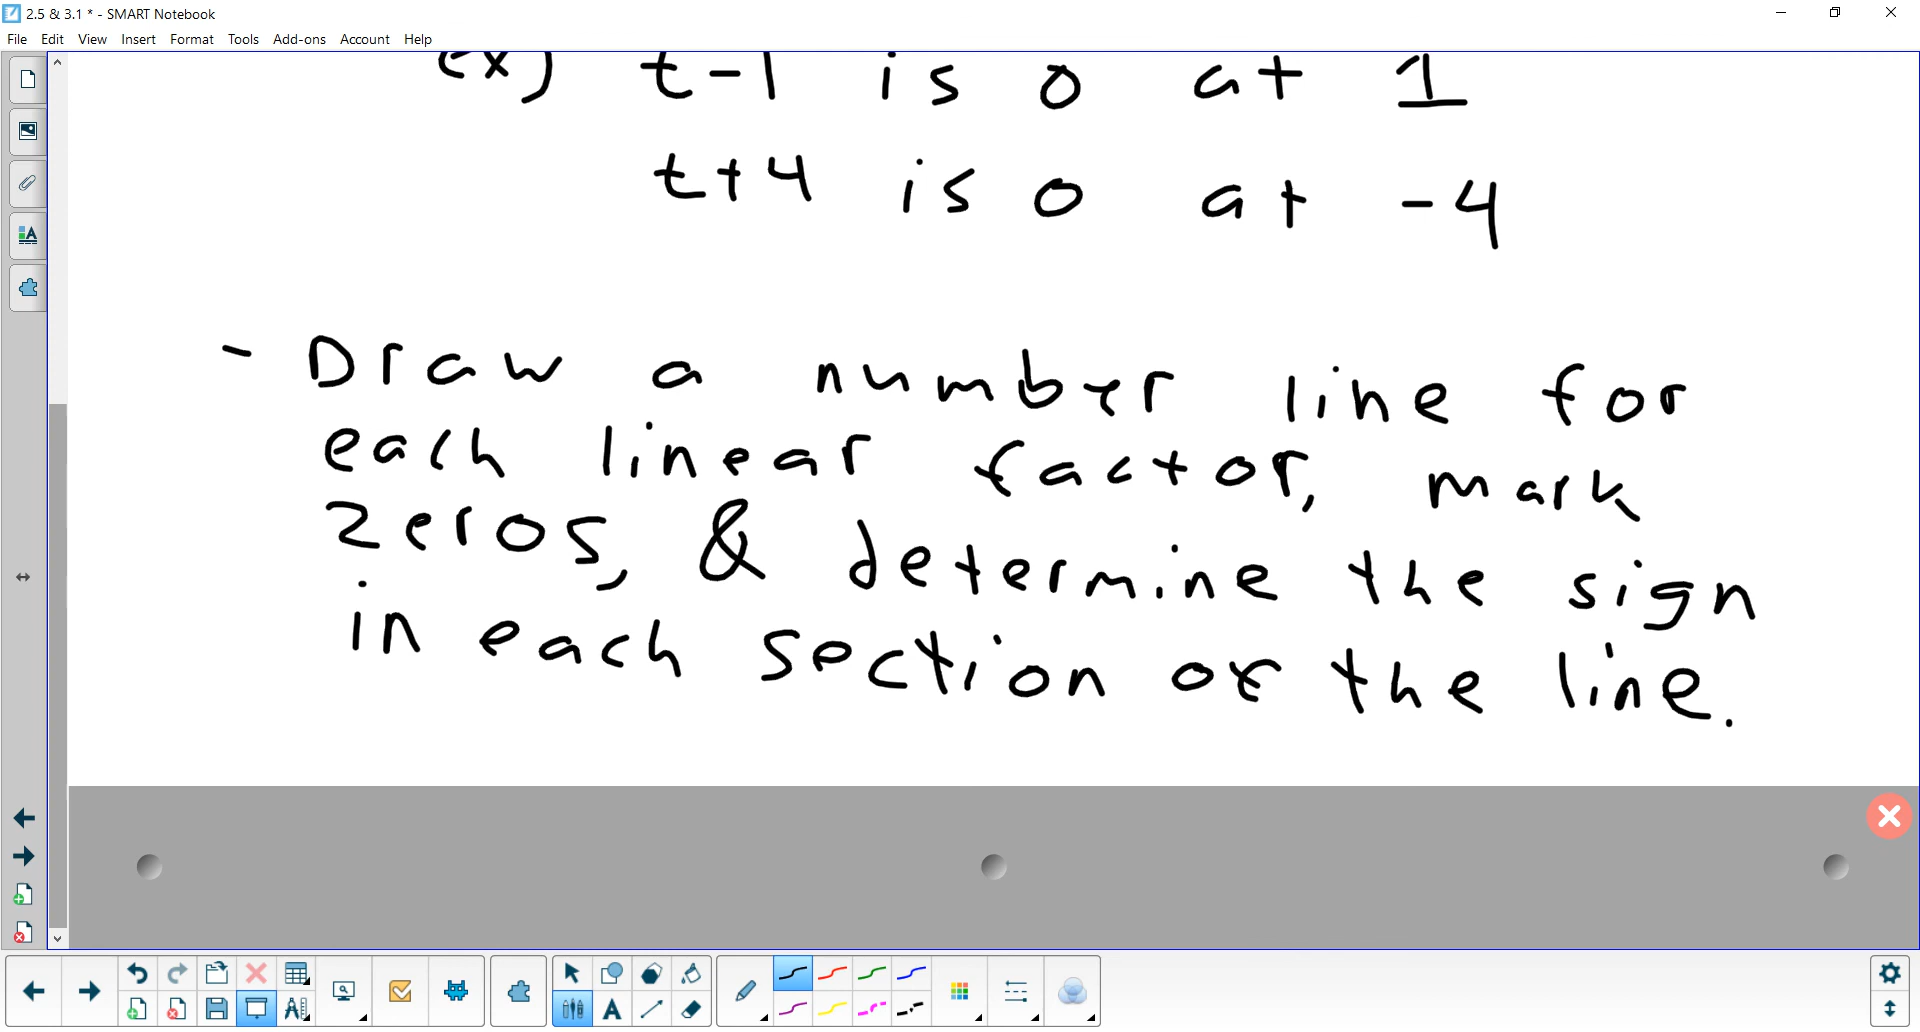 2.5 & 3.1 * - SMART Notebook
File Edit View Insert Format Tools Add-ons Account Help
ex) t-1 is 0 at 1
t+4 is 0 at -4
- Draw a number line for
each linear factor, mark
zeros, & determine the sign
in each section of the line.